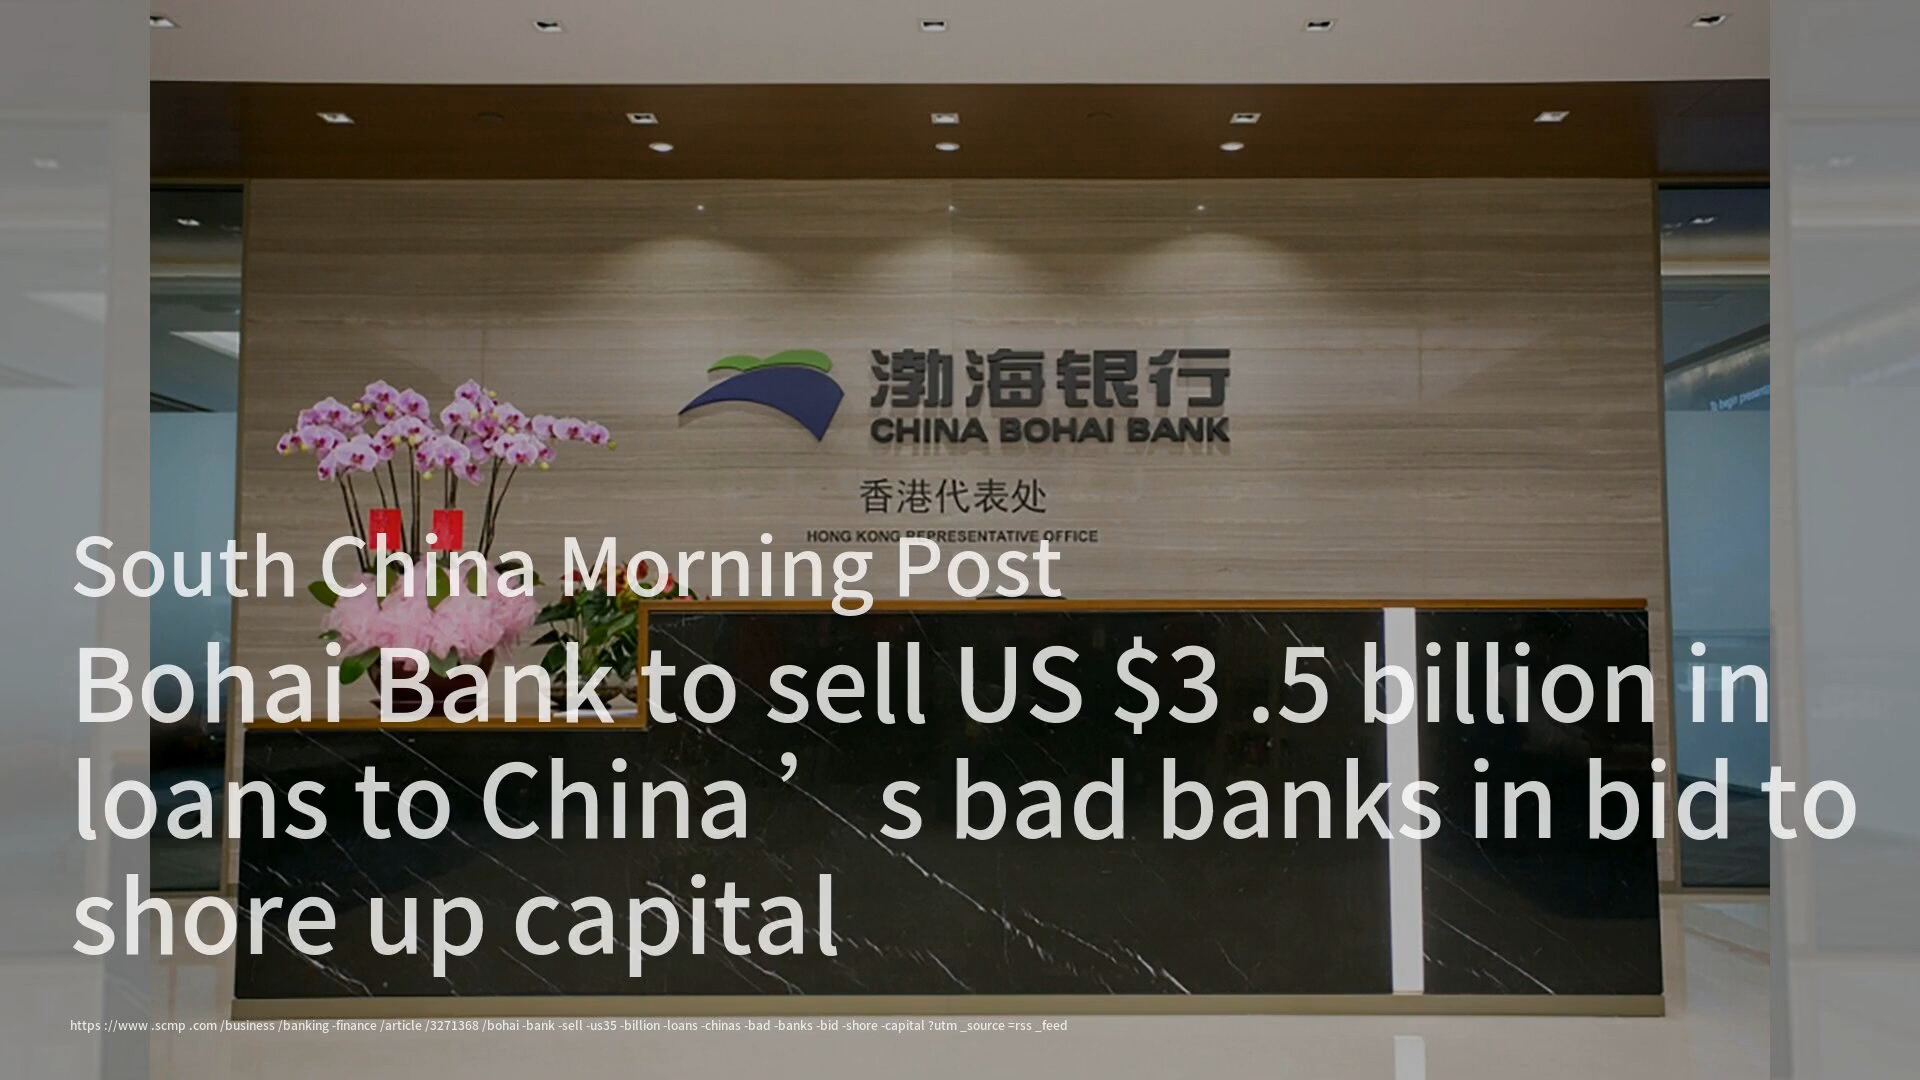 渤海银行
CHINA BOHAI BANK
香港代表处
HONG KONG REPRESENTATIVE OFFICE
South China Morning Post
Bohai Bank to sell US $3 .5 billion in
loans to China ’ s bad banks in bid to
shore up capital
https ://www .scmp .com /business /banking -finance /article /3271368 /bohai -bank -sell -us35 -billion -loans -chinas -bad -banks -bid -shore -capital ?utm _source =rss _feed